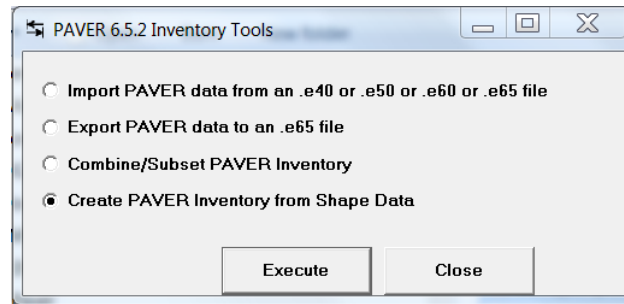 PAVER 6.5.2 Inventory Tools
Import PAVER data from an .e40 or .e50 or .e60 or .e65 file
Export PAVER data to an .e65 file
Combine/Subset PAVER Inventory
Create PAVER Inventory from Shape Data
Execute Close